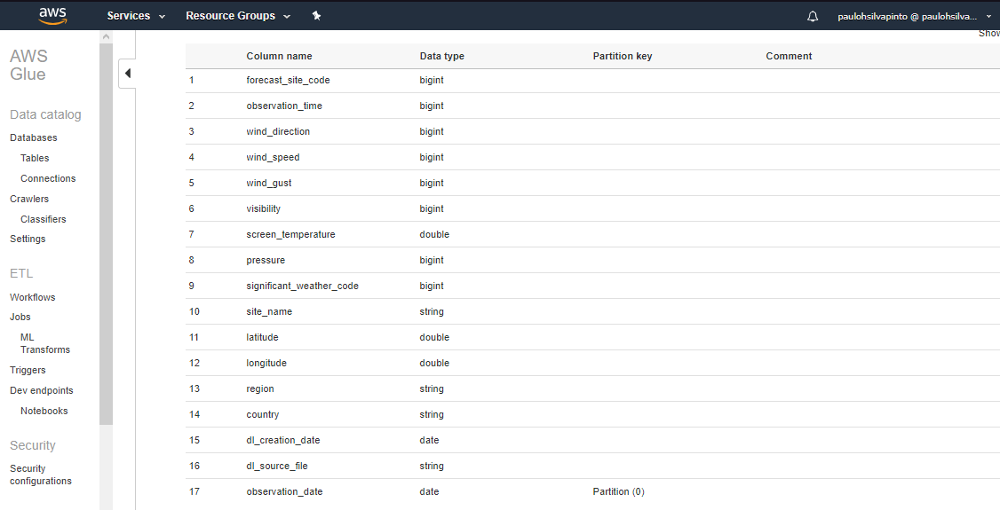 aws Services Resource Groups paulohsilvapinto @ paulohsilva...
Show
AWS
Glue
Data catalog
Databases
Tables
Connections
Crawlers
Classifiers
Settings
ETL
Workflows
Jobs
ML
Transforms
Triggers
Dev endpoints
Notebooks
Security
Security
configurations
Column name Data type Partition key Comment
1 forecast_site_code bigint
2 observation_time bigint
3 wind_direction bigint
4 wind_speed bigint
5 wind_gust bigint
6 visibility bigint
7 screen_temperature double
8 pressure bigint
9 significant_weather_code bigint
10 site_name string
11 latitude double
12 longitude double
13 region string
14 country string
15 dl_creation_date date
16 dl_source_file string
17 observation_date date Partition (0)